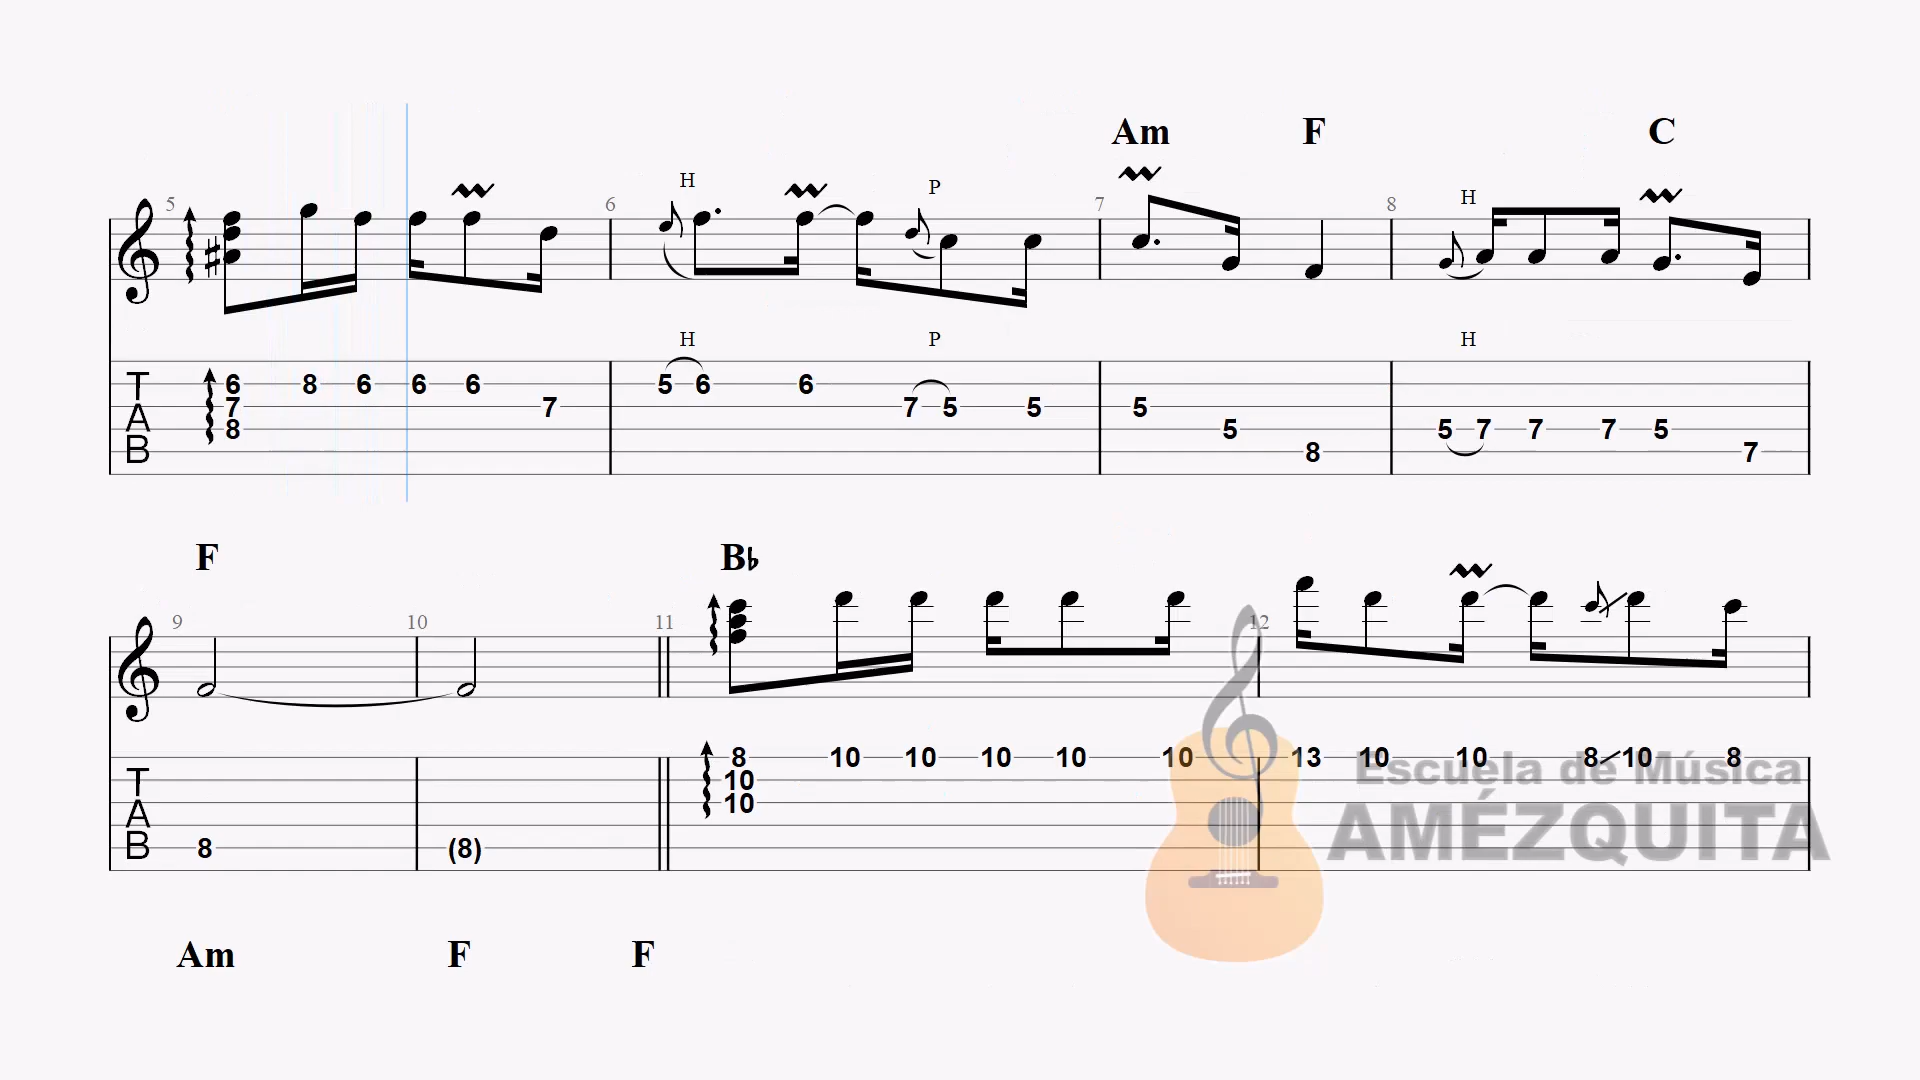 Am F C
5 H 6 P 7 8 H
H P H
T A B
6 8 6 6 6 5 6 6
7 7 7 5 5 5
8 5 5 7 7 7 5
8 7
F B♭
9 10 11 12
T A B
8 10 10 10 10 10 13 10 10 8 10 8
10
10
8 (8)
Escuela de Música
AMÉZQUITA
Am F F